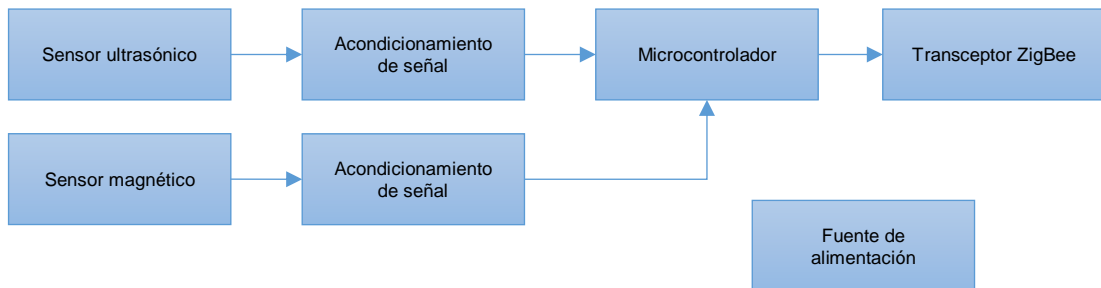 Sensor ultrasónico
Acondicionamiento
de señal
Microcontrolador
Transceptor ZigBee
Sensor magnético
Acondicionamiento
de señal
Fuente de
alimentación